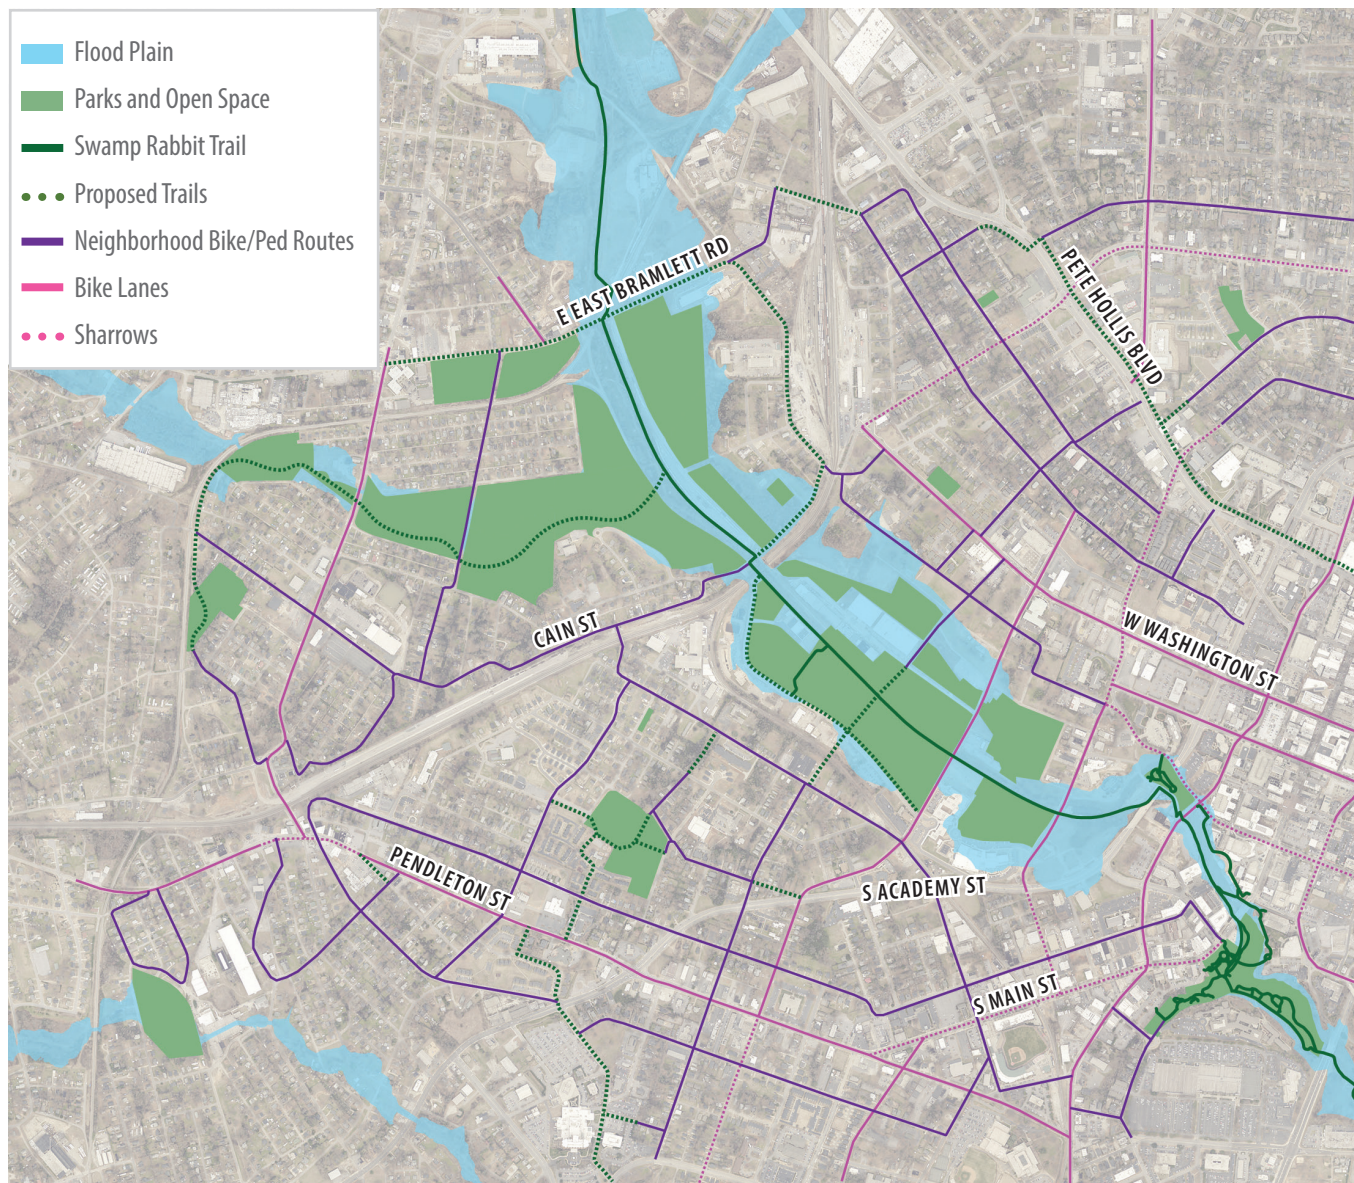 Flood Plain
Parks and Open Space
Swamp Rabbit Trail
Proposed Trails
Neighborhood Bike/Ped Routes
Bike Lanes
Sharrows
E EAST BRAMLETT RD
PETE HOLLIS BLVD
CAIN ST
W WASHINGTON ST
PENDLETON ST
S ACADEMY ST
S MAIN ST